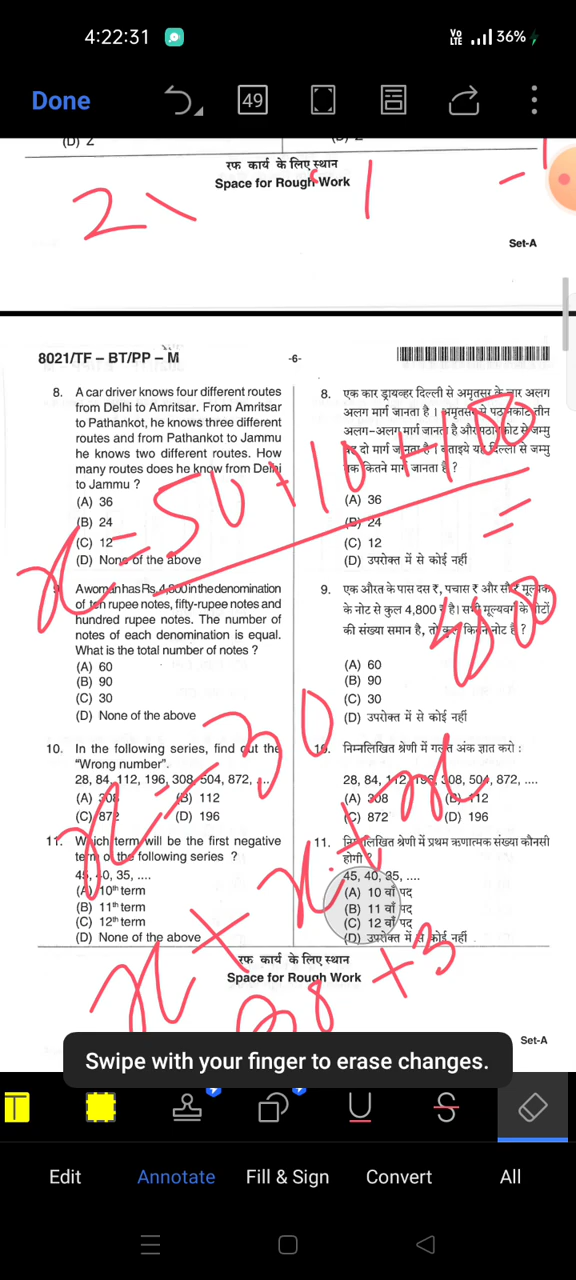 4:22:31
Vo LTE 36%
Done
49
(D) 2
रफ कार्य के लिए स्थान
Space for Rough Work
2 1 -1
Set-A
8021/TF – BT/PP – M
-6-
8. A car driver knows four different routes
from Delhi to Amritsar. From Amritsar
to Pathankot, he knows three different
routes and from Pathankot to Jammu
he knows two different routes. How
many routes does he know from Delhi
to Jammu ?
(A) 36
(B) 24
(C) 12
(D) None of the above
9. A woman has Rs. 4,800 in the denomination
of ten rupee notes, fifty-rupee notes and
hundred rupee notes. The number of
notes of each denomination is equal.
What is the total number of notes ?
(A) 60
(B) 90
(C) 30
(D) None of the above
10. In the following series, find out the
“Wrong number”.
28, 84, 112, 196, 308, 504, 872, ....
(A) 308 (B) 112
(C) 872 (D) 196
11. Which term will be the first negative
term of the following series ?
45, 40, 35, ....
(A) 10th term
(B) 11th term
(C) 12th term
(D) None of the above
8. एक कार ड्रायव्हर दिल्ली से अमृतसर के चार अलग
अलग मार्ग जानता है । अमृतसर से पठानकोट तीन
अलग-अलग मार्ग जानता है और पठानकोट से जम्मु
वह दो मार्ग जानता है । बताइये यह दिल्ली से जम्मु
तक कितने मार्ग जानता है ?
(A) 36
(B) 24
(C) 12
(D) उपरोक्त में से कोई नहीं
9. एक औरत के पास दस ₹, पचास ₹ और सौ ₹ मूल्यवर्ग
के नोट से कुल 4,800 ₹ है। सभी मूल्यवर्ग के नोटों
की संख्या समान है, तो कुल कितने नोट है ?
(A) 60
(B) 90
(C) 30
(D) उपरोक्त में से कोई नहीं
10. निम्नलिखित श्रेणी में गलत अंक ज्ञात करो :
28, 84, 112, 196, 308, 504, 872, ....
(A) 308 (B) 112
(C) 872 (D) 196
11. निम्नलिखित श्रेणी में प्रथम ऋणात्मक संख्या कौनसी
होगी ?
45, 40, 35, ....
(A) 10 वाँ पद
(B) 11 वाँ पद
(C) 12 वाँ पद
(D) उपरोक्त में से कोई नहीं
x = 50 + 10 + 100 = 4800
x = 30
x + x + x
+ 3
रफ कार्य के लिए स्थान
Space for Rough Work
Set-A
Swipe with your finger to erase changes.
T U S
Edit Annotate Fill & Sign Convert All